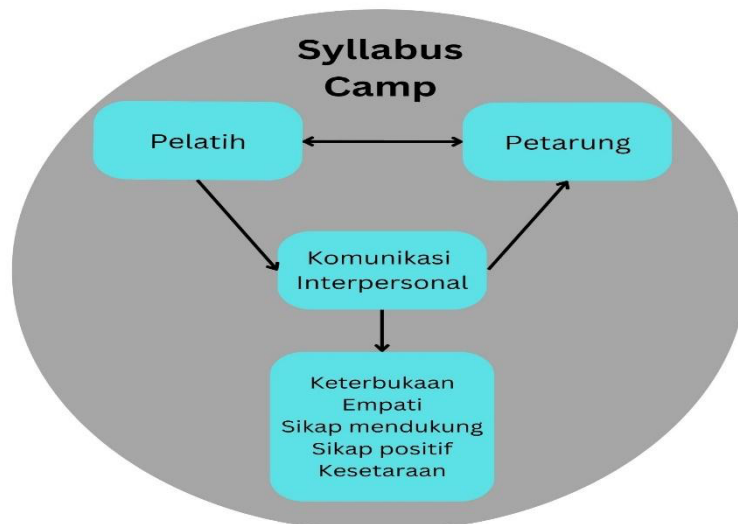 Syllabus
Camp
Pelatih
Petarung
Komunikasi
Interpersonal
Keterbukaan
Empati
Sikap mendukung
Sikap positif
Kesetaraan